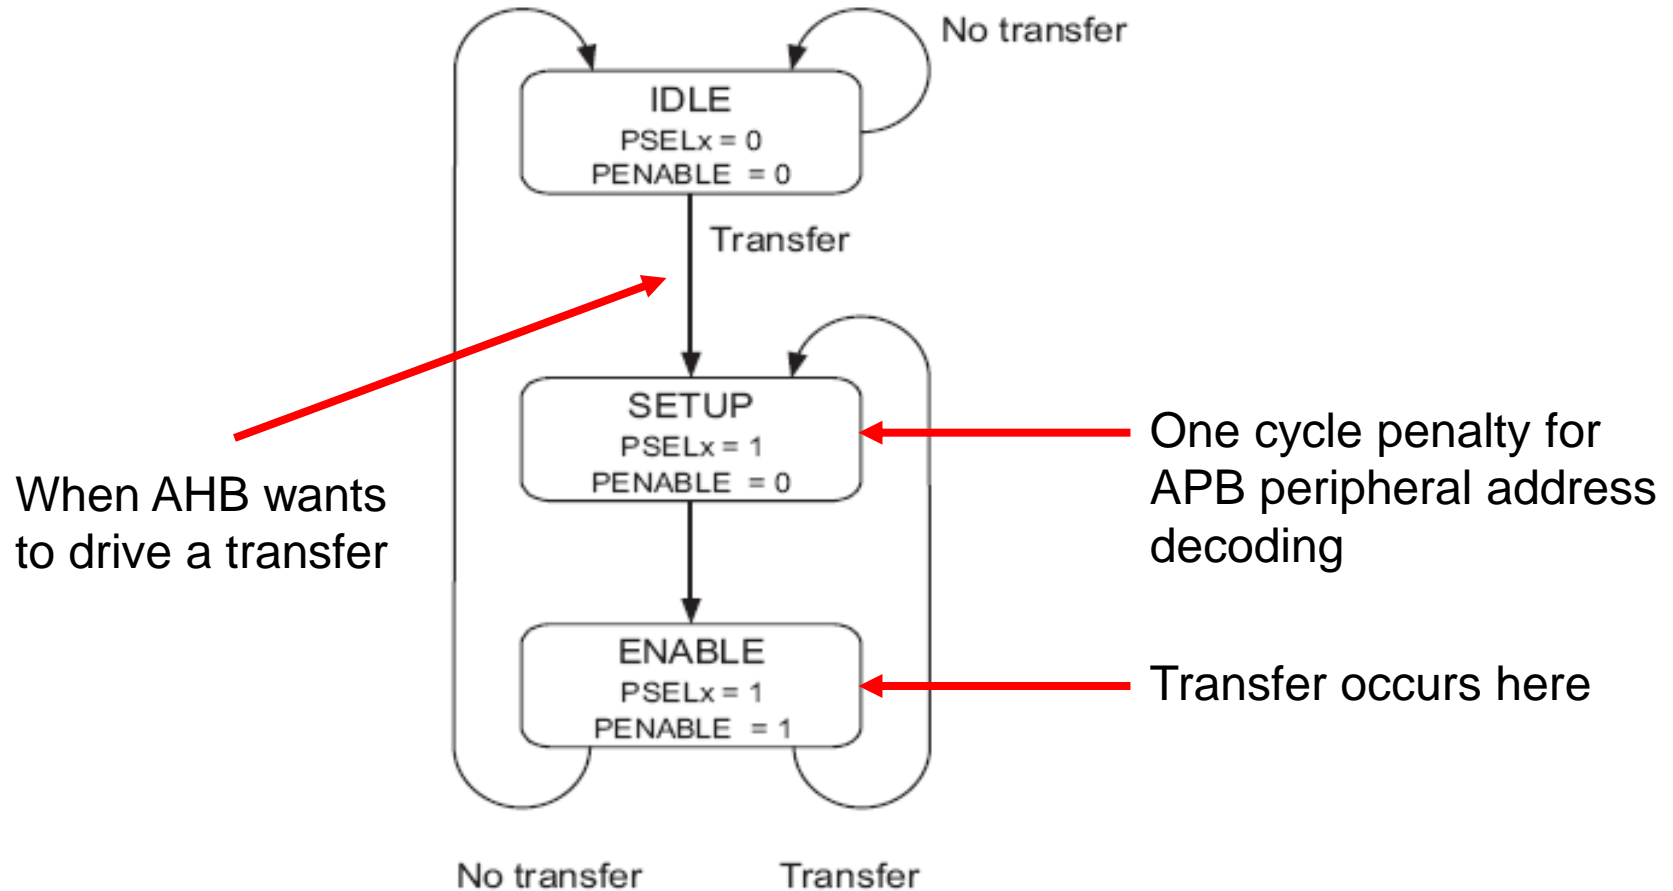 No transfer
IDLE
PSELx = 0
PENABLE = 0
Transfer
SETUP
PSELx = 1
PENABLE = 0
When AHB wants
to drive a transfer
One cycle penalty for
APB peripheral address
decoding
ENABLE
PSELx = 1
PENABLE = 1
Transfer occurs here
No transfer
Transfer